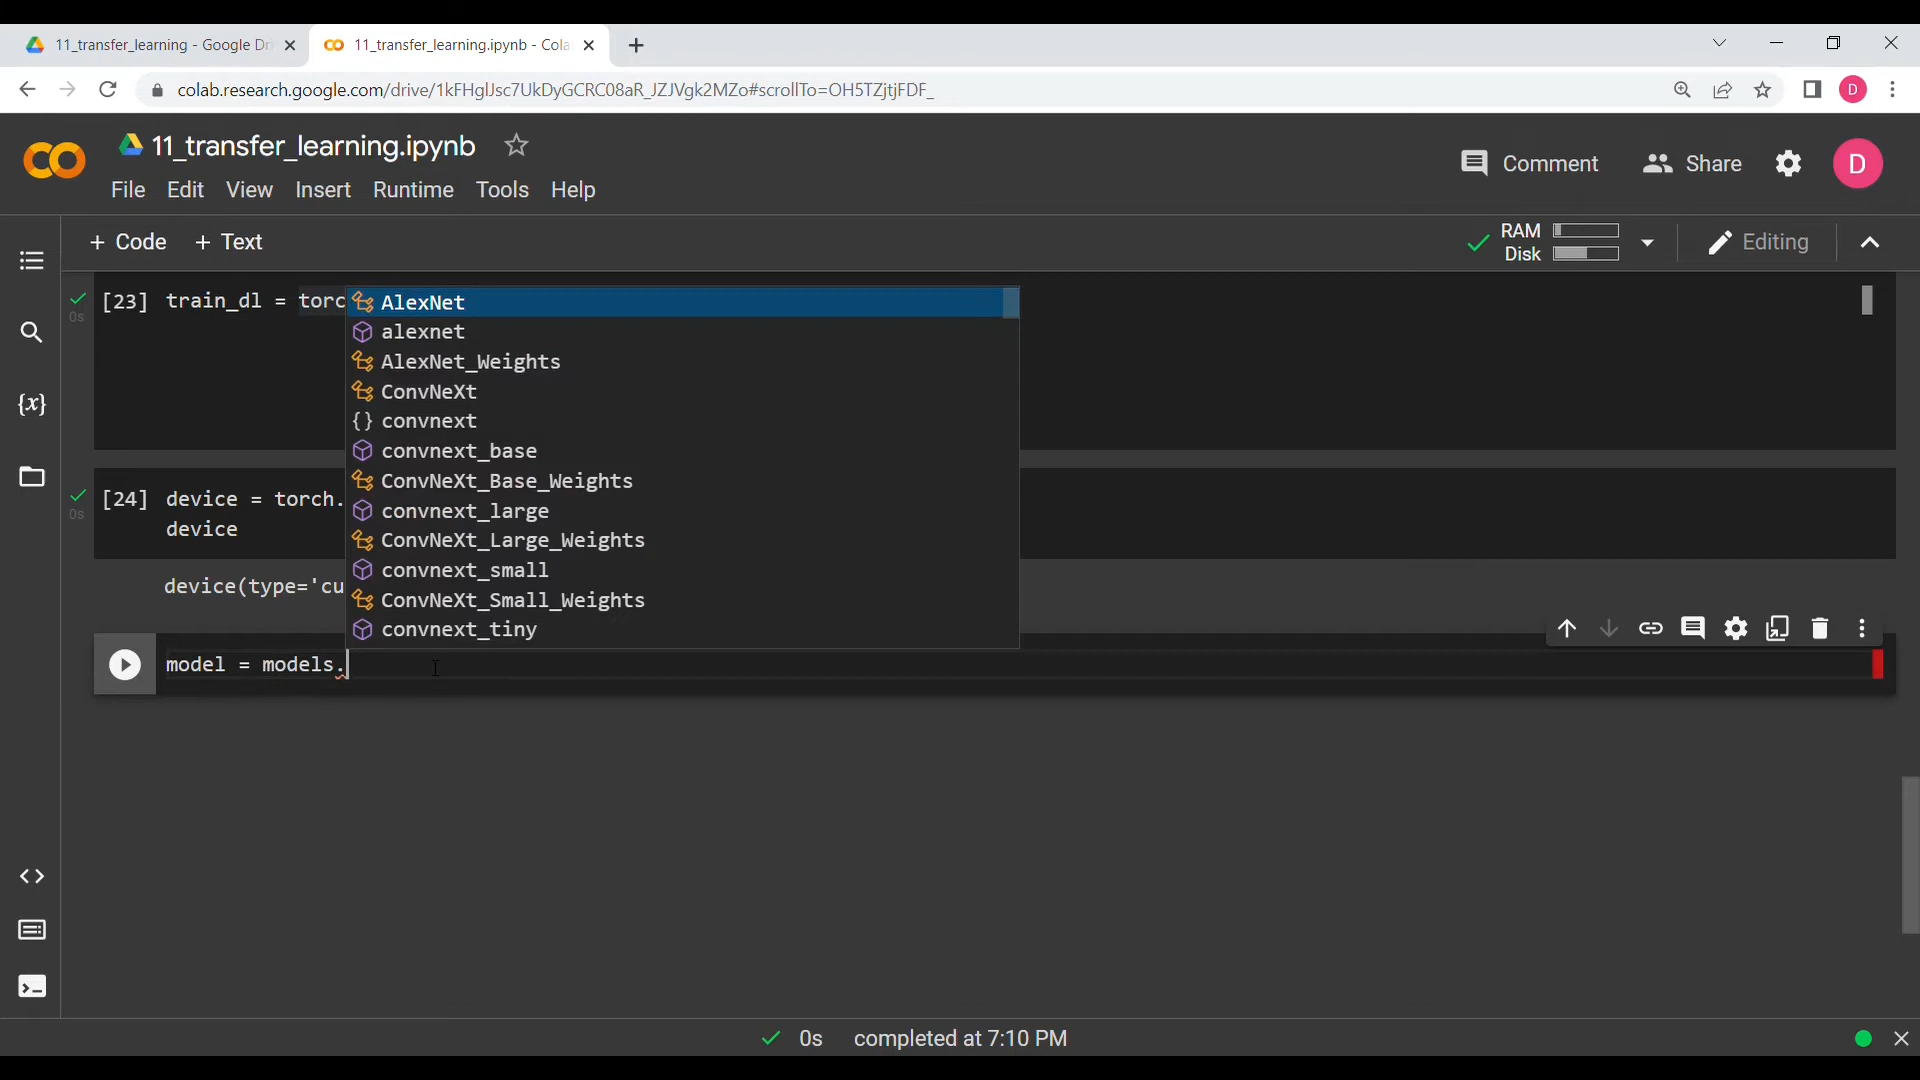 11_transfer_learning - Google Dr
11_transfer_learning.ipynb - Cola
colab.research.google.com/drive/1kFHglJsc7UkDyGCRC08aR_JZJVgk2MZo#scrollTo=OH5TZjtjFDF_
D
11_transfer_learning.ipynb
File Edit View Insert Runtime Tools Help
Comment
Share
D
+ Code + Text
RAM
Disk
Editing
[23] train_dl = torc
0s
AlexNet
alexnet
AlexNet_Weights
ConvNeXt
{} convnext
convnext_base
ConvNeXt_Base_Weights
convnext_large
ConvNeXt_Large_Weights
convnext_small
ConvNeXt_Small_Weights
convnext_tiny
[24] device = torch.
0s
device
device(type='cu
model = models.
{x}
0s completed at 7:10 PM